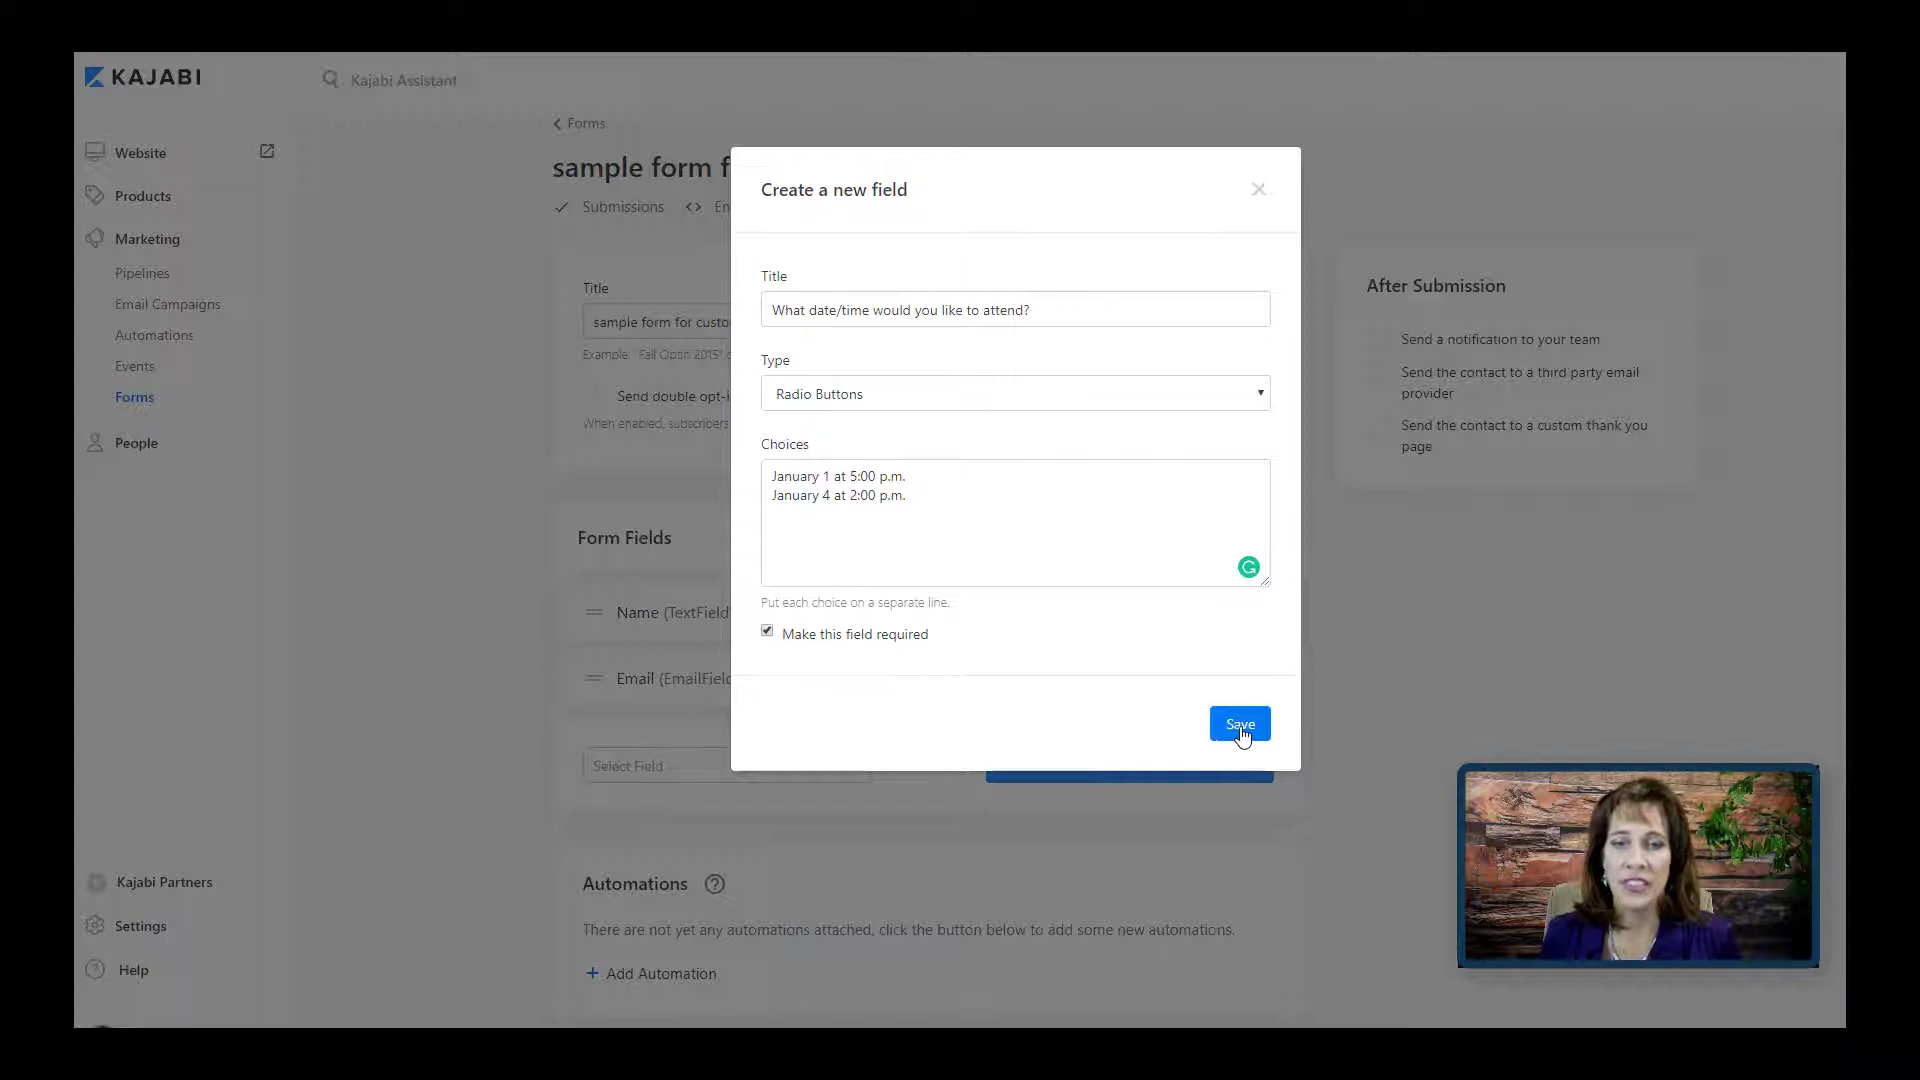 KAJABI
Kajabi Assistant
Website
Products
Marketing
Pipelines
Email Campaigns
Automations
Events
Forms
People
Kajabi Partners
Settings
Help
Forms
sample form f
Submissions
En
Title
sample form for custo
Example: "Fall Optin 2015"
Send double opt-i
When enabled, subscribers
Form Fields
Name (TextField
Email (EmailField
Select Field
Automations
There are not yet any automations attached, click the button below to add some new automations.
+ Add Automation
Create a new field
Title
What date/time would you like to attend?
Type
Radio Buttons
Choices
January 1 at 5:00 p.m.
January 4 at 2:00 p.m.
Put each choice on a separate line.
Make this field required
Save
After Submission
Send a notification to your team
Send the contact to a third party email
provider
Send the contact to a custom thank you
page